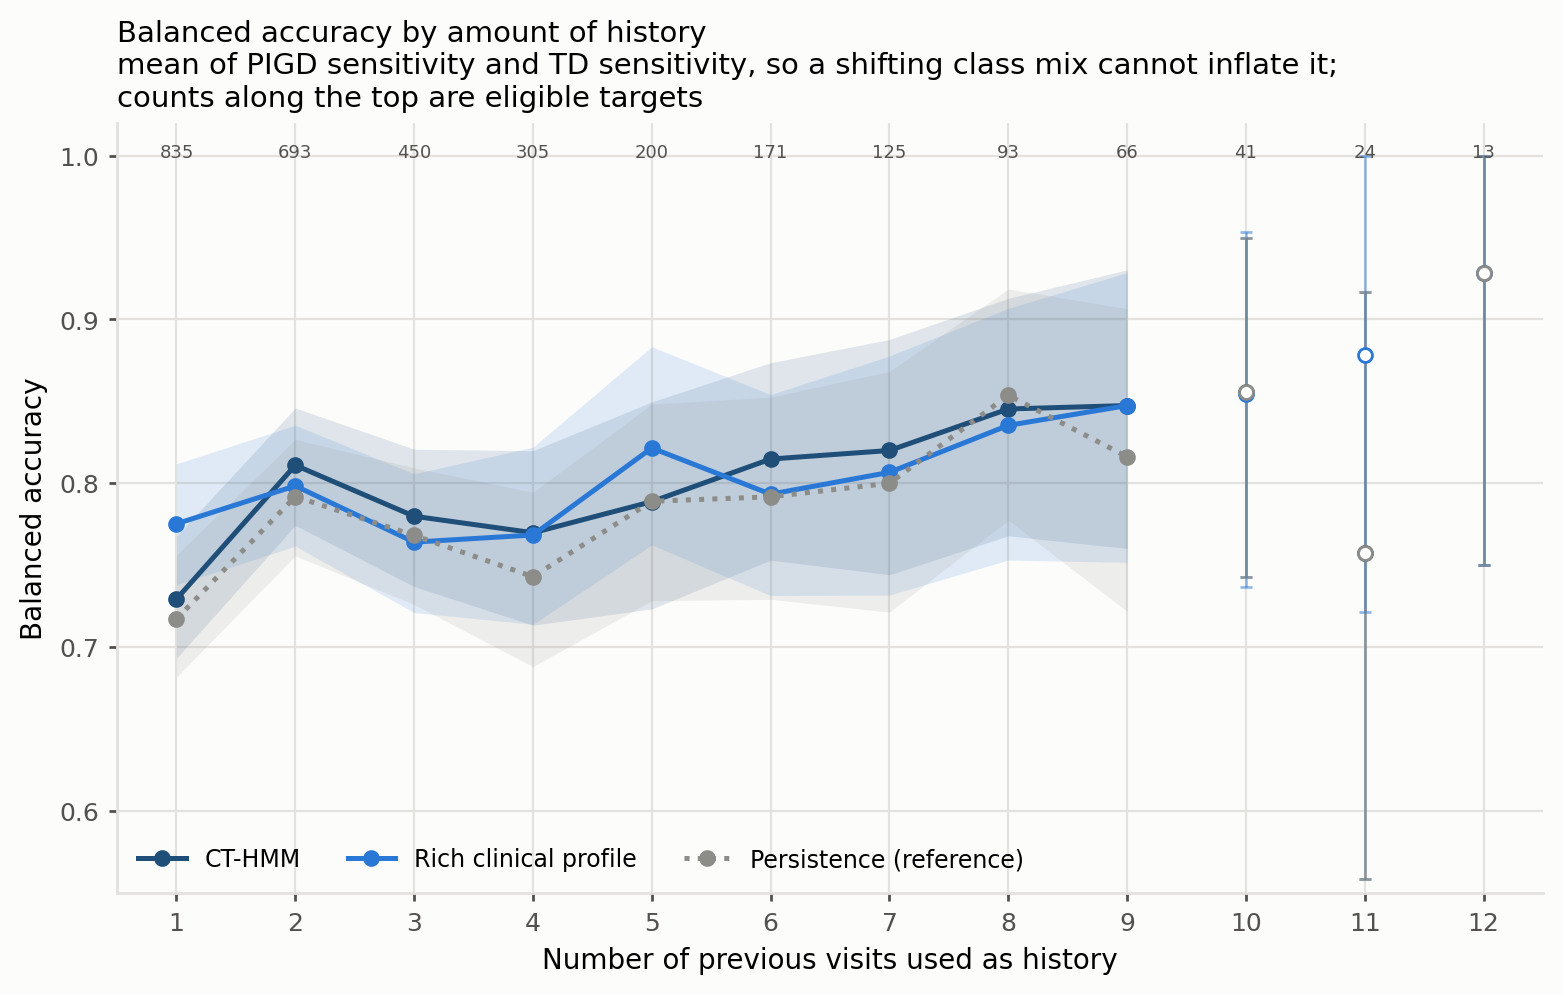 Balanced accuracy by amount of history
mean of PIGD sensitivity and TD sensitivity, so a shifting class mix cannot inflate it;
counts along the top are eligible targets
835 693 450 305 200 171 125 93 66 41 24 13
1.0
0.9
0.8
0.7
0.6
Balanced accuracy
CT-HMM Rich clinical profile Persistence (reference)
1 2 3 4 5 6 7 8 9 10 11 12
Number of previous visits used as history